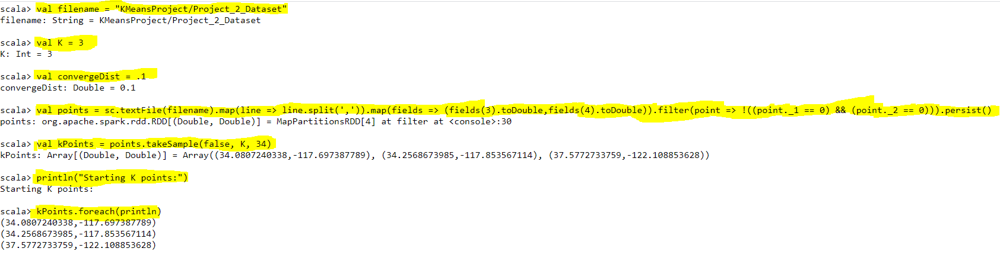 scala> val filename = "KMeansProject/Project_2_Dataset"
filename: String = KMeansProject/Project_2_Dataset
scala> val K = 3
K: Int = 3
scala> val convergeDist = .1
convergeDist: Double = 0.1
scala> val points = sc.textFile(filename).map(line => line.split(',')).map(fields => (fields(3).toDouble,fields(4).toDouble)).filter(point => !((point._1 == 0) && (point._2 == 0))).persist()
points: org.apache.spark.rdd.RDD[(Double, Double)] = MapPartitionsRDD[4] at filter at <console>:30
scala> val kPoints = points.takeSample(false, K, 34)
kPoints: Array[(Double, Double)] = Array((34.0807240338,-117.697387789), (34.2568673985,-117.853567114), (37.5772733759,-122.108853628))
scala> println("Starting K points:")
Starting K points:
scala> kPoints.foreach(println)
(34.0807240338,-117.697387789)
(34.2568673985,-117.853567114)
(37.5772733759,-122.108853628)